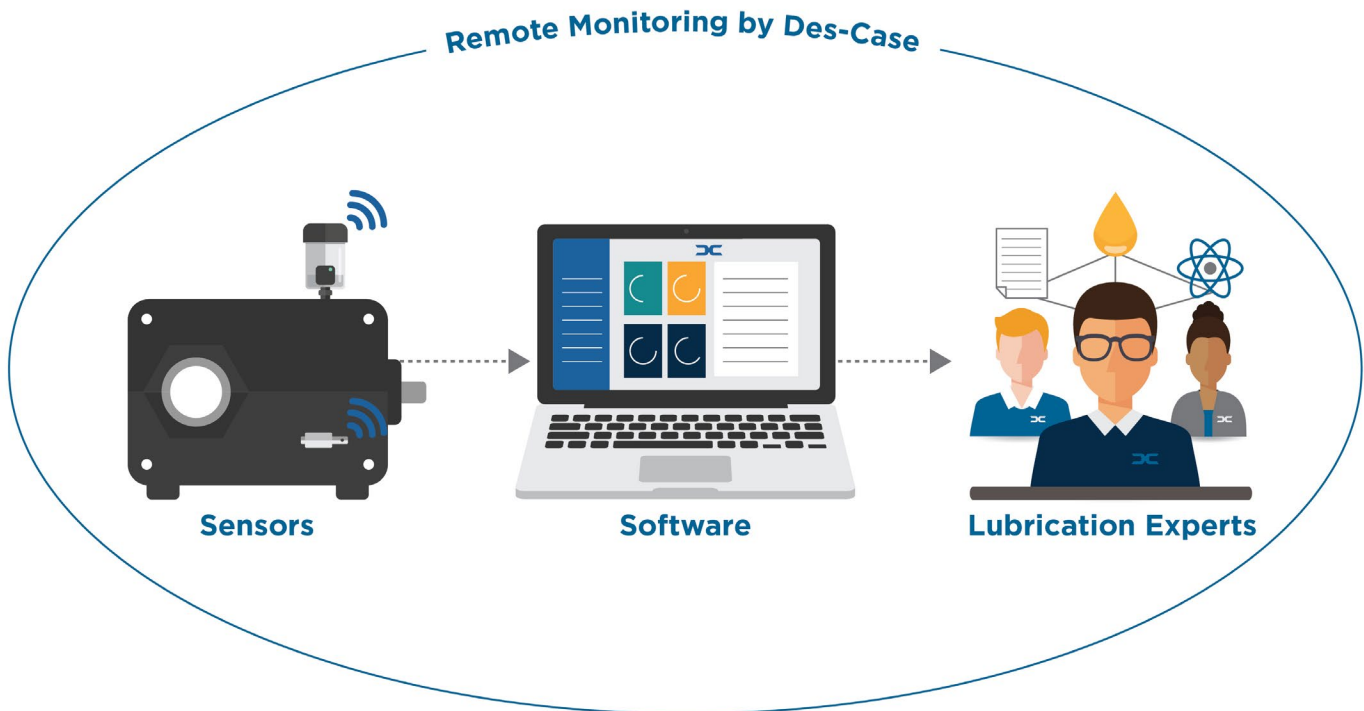 Remote Monitoring by Des-Case
Sensors
Software
Lubrication Experts